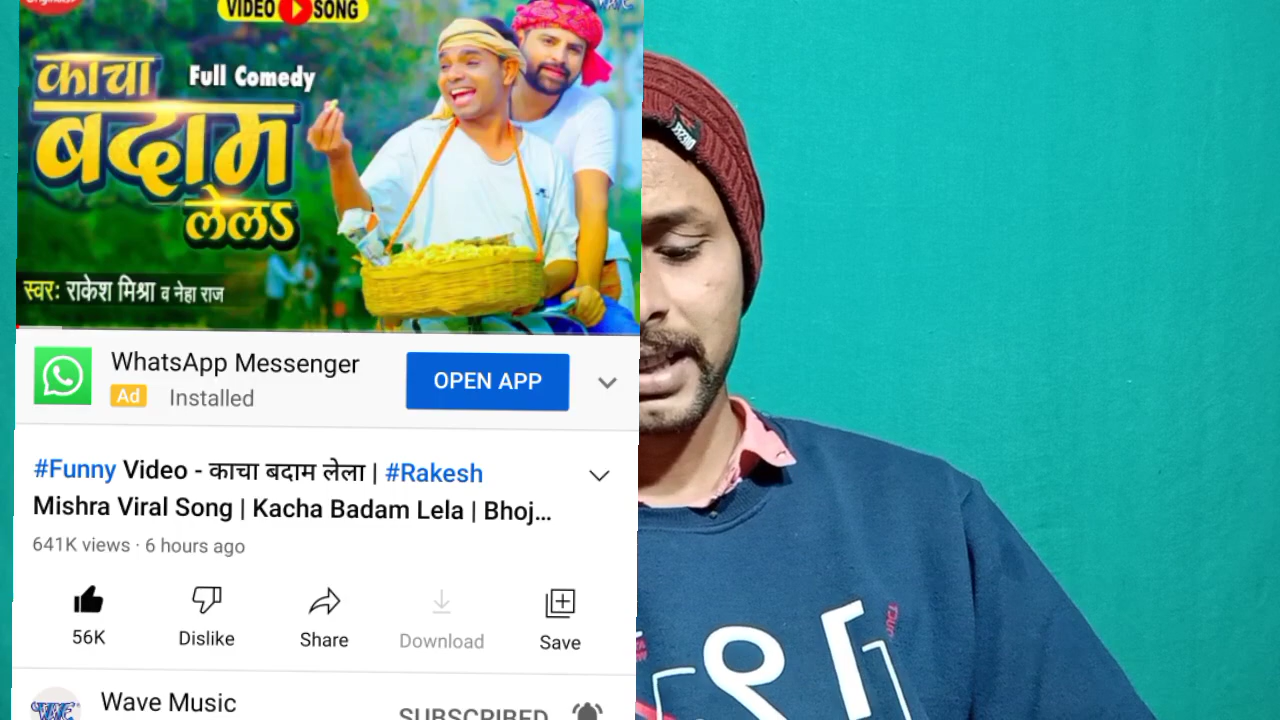 VIDEO SONG
काचा
Full Comedy
बदाम
लेलऽ
स्वर: राकेश मिश्रा व नेहा राज
WhatsApp Messenger
OPEN APP
Ad Installed
#Funny Video - काचा बदाम लेला | #Rakesh
Mishra Viral Song | Kacha Badam Lela | Bhoj...
641K views · 6 hours ago
56K
Dislike
Share
Download
Save
Wave Music
SUBSCRIBED